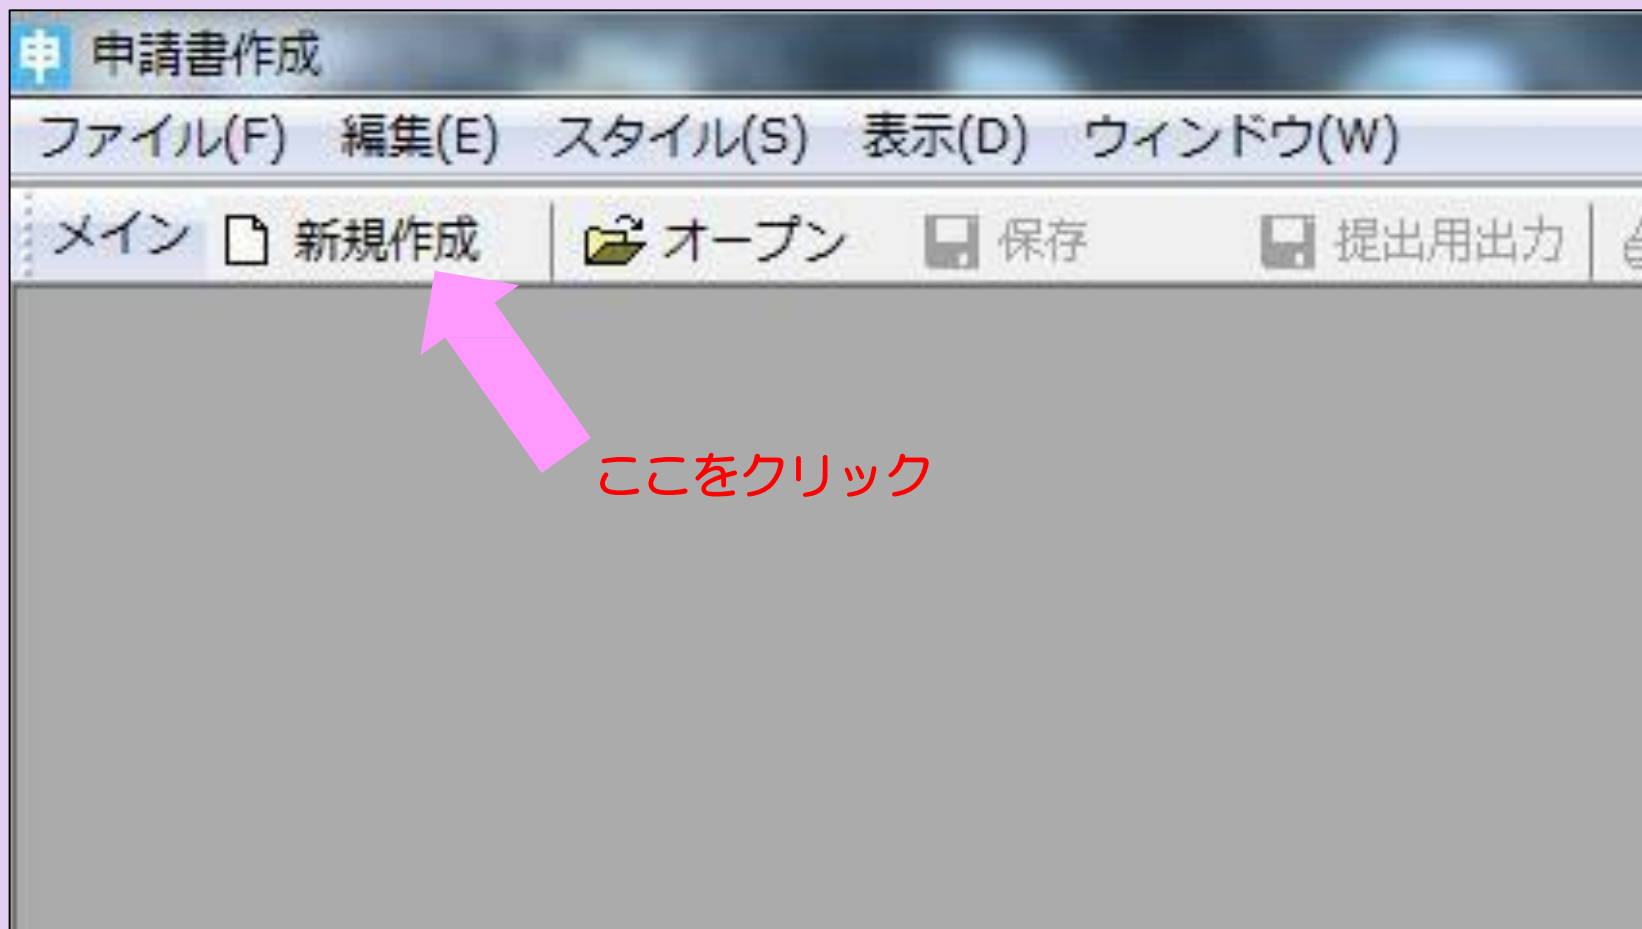 申 申請書作成
ファイル(F) 編集(E) スタイル(S) 表示(D) ウィンドウ(W)
メイン 新規作成 オープン 保存 提出用出力
ここをクリック